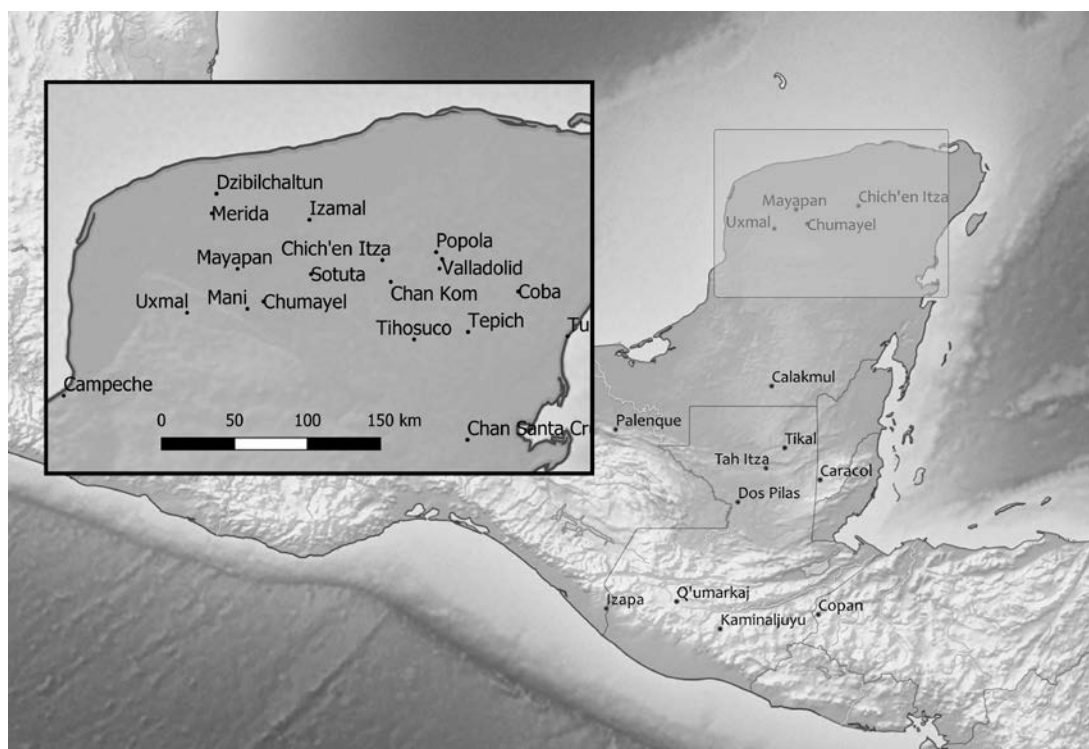 Dzibilchaltun
Merida
Izamal
Chich'en Itza
Popola
Mayapan
Sotuta
Valladolid
Uxmal
Mani
Chumayel
Chan Kom
Coba
Tihosuco
Tepich
Tu
Campeche
0 50 100 150 km
Chan Santa Cru
Mayapan
Chich'en Itza
Uxmal
Chumayel
Calakmul
Palenque
Tikal
Tah Itza
Caracol
Dos Pilas
Izapa
Q'umarkaj
Copan
Kaminaljuyu